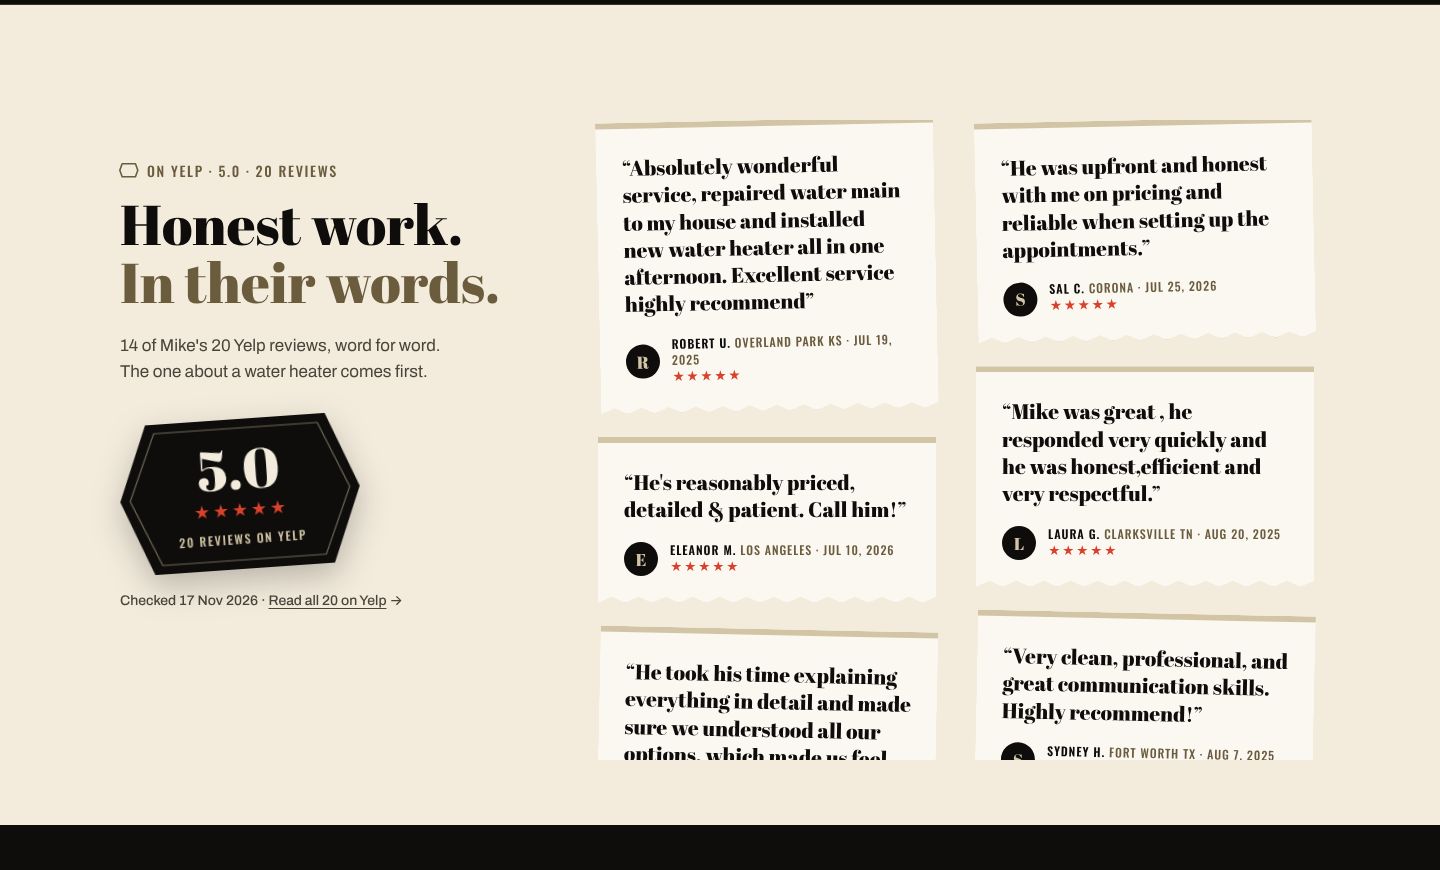 ON YELP · 5.0 · 20 REVIEWS
Honest work.
In their words.
14 of Mike's 20 Yelp reviews, word for word.
The one about a water heater comes first.
5.0
★★★★★
20 REVIEWS ON YELP
Checked 17 Nov 2026 · Read all 20 on Yelp →
“Absolutely wonderful
service, repaired water main
to my house and installed
new water heater all in one
afternoon. Excellent service
highly recommend”
R
ROBERT U. OVERLAND PARK KS · JUL 19,
2025
★★★★★
“He's reasonably priced,
detailed & patient. Call him!”
E
ELEANOR M. LOS ANGELES · JUL 10, 2026
★★★★★
“He took his time explaining
everything in detail and made
sure we understood all our
options, which made us feel
“He was upfront and honest
with me on pricing and
reliable when setting up the
appointments.”
S
SAL C. CORONA · JUL 25, 2026
★★★★★
“Mike was great , he
responded very quickly and
he was honest,efficient and
very respectful.”
L
LAURA G. CLARKSVILLE TN · AUG 20, 2025
★★★★★
“Very clean, professional, and
great communication skills.
Highly recommend!”
S
SYDNEY H. FORT WORTH TX · AUG 7, 2025